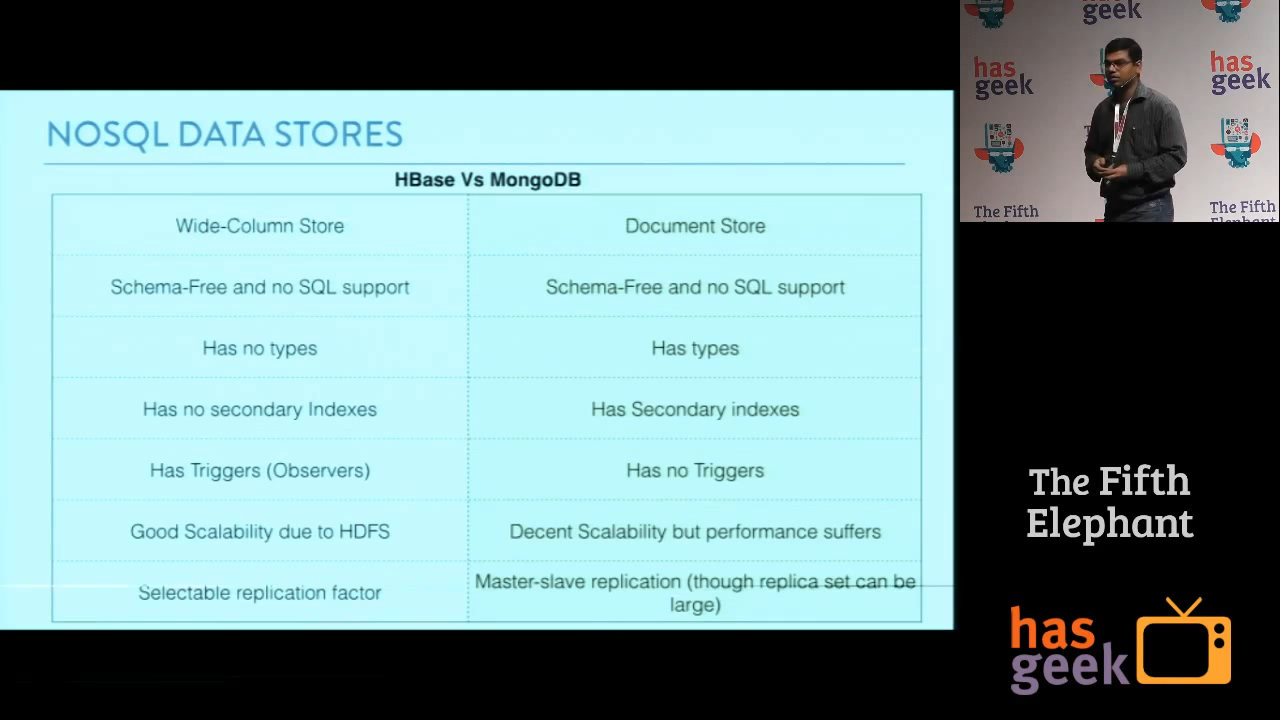 NOSQL DATA STORES
HBase Vs MongoDB
Wide-Column Store
Document Store
Schema-Free and no SQL support
Schema-Free and no SQL support
Has no types
Has types
Has no secondary Indexes
Has Secondary indexes
Has Triggers (Observers)
Has no Triggers
Good Scalability due to HDFS
Decent Scalability but performance suffers
Selectable replication factor
Master-slave replication (though replica set can be
large)
geek
has
geek
has
geek
The Fifth
The Fifth
Elephant
The Fifth
Elephant
has
geek